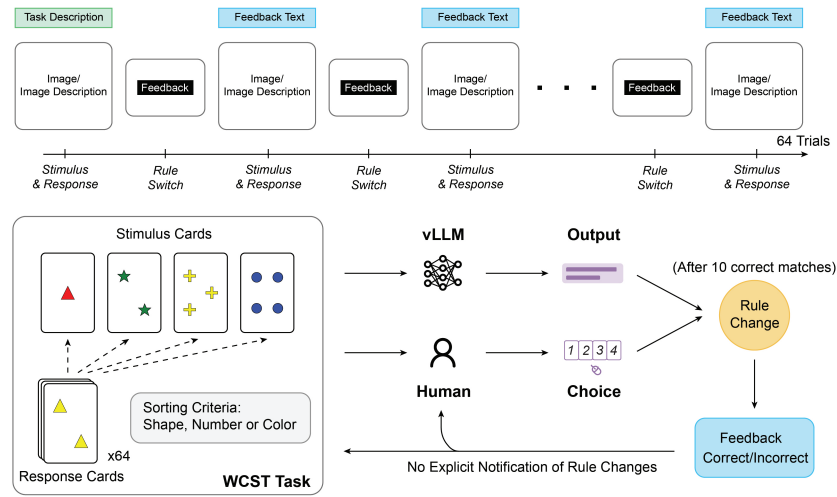 Task Description
Feedback Text
Feedback Text
Feedback Text
Image/
Image Description
Feedback
Image/
Image Description
Feedback
Image/
Image Description
. . .
Feedback
Image/
Image Description
64 Trials
Stimulus
& Response
Rule
Switch
Stimulus
& Response
Rule
Switch
Stimulus
& Response
Rule
Switch
Stimulus
& Response
Stimulus Cards
Response Cards
x64
Sorting Criteria:
Shape, Number or Color
WCST Task
vLLM
Output
Human
1 2 3 4
Choice
(After 10 correct matches)
Rule
Change
Feedback
Correct/Incorrect
No Explicit Notification of Rule Changes